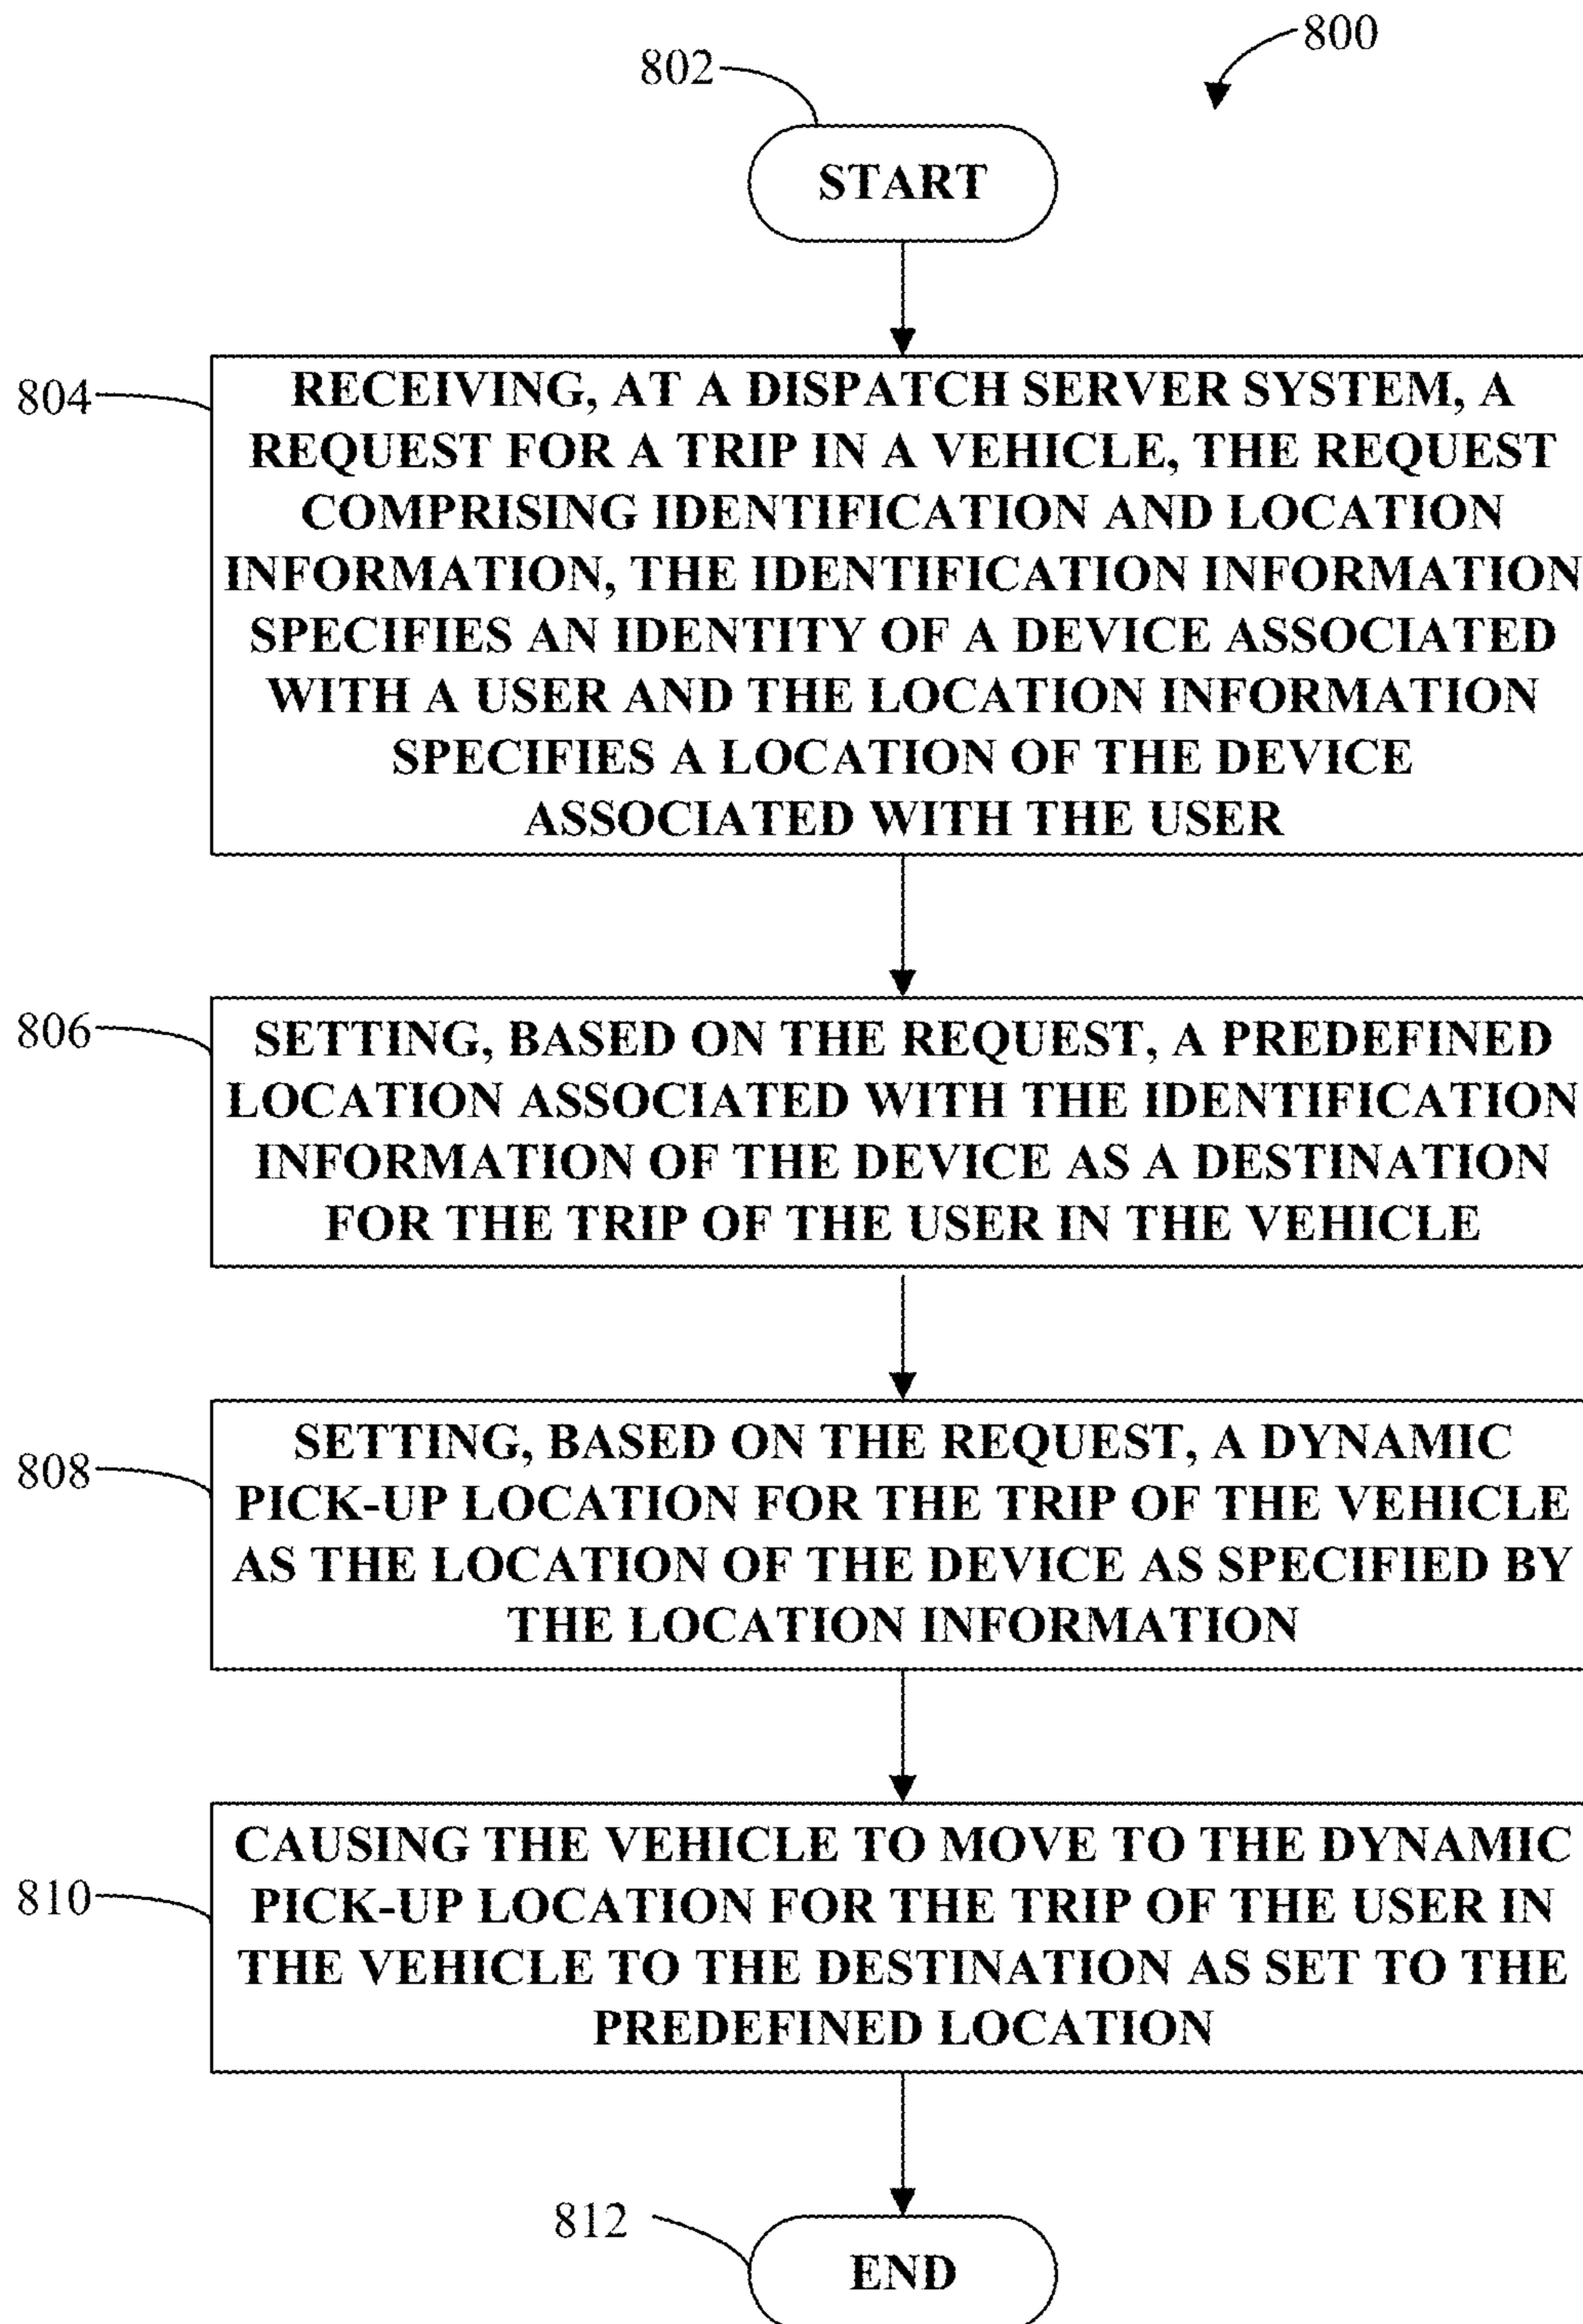 800
802
START
804
RECEIVING, AT A DISPATCH SERVER SYSTEM, A
REQUEST FOR A TRIP IN A VEHICLE, THE REQUEST
COMPRISING IDENTIFICATION AND LOCATION
INFORMATION, THE IDENTIFICATION INFORMATION
SPECIFIES AN IDENTITY OF A DEVICE ASSOCIATED
WITH A USER AND THE LOCATION INFORMATION
SPECIFIES A LOCATION OF THE DEVICE
ASSOCIATED WITH THE USER
806
SETTING, BASED ON THE REQUEST, A PREDEFINED
LOCATION ASSOCIATED WITH THE IDENTIFICATION
INFORMATION OF THE DEVICE AS A DESTINATION
FOR THE TRIP OF THE USER IN THE VEHICLE
808
SETTING, BASED ON THE REQUEST, A DYNAMIC
PICK-UP LOCATION FOR THE TRIP OF THE VEHICLE
AS THE LOCATION OF THE DEVICE AS SPECIFIED BY
THE LOCATION INFORMATION
810
CAUSING THE VEHICLE TO MOVE TO THE DYNAMIC
PICK-UP LOCATION FOR THE TRIP OF THE USER IN
THE VEHICLE TO THE DESTINATION AS SET TO THE
PREDEFINED LOCATION
812
END